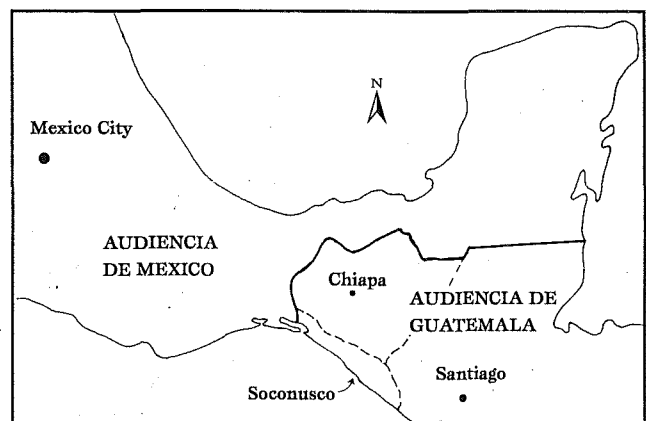 N
Mexico City
AUDIENCIA
DE MEXICO
Chiapa
AUDIENCIA DE
GUATEMALA
Santiago
Soconusco